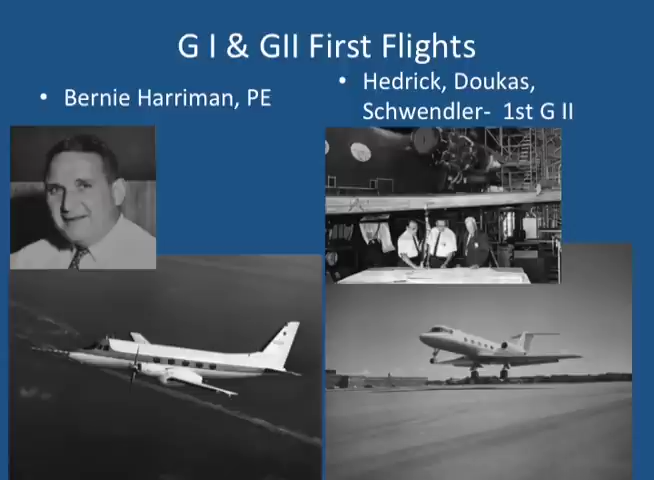 G I & GII First Flights
• Bernie Harriman, PE
• Hedrick, Doukas,
Schwendler- 1st G II